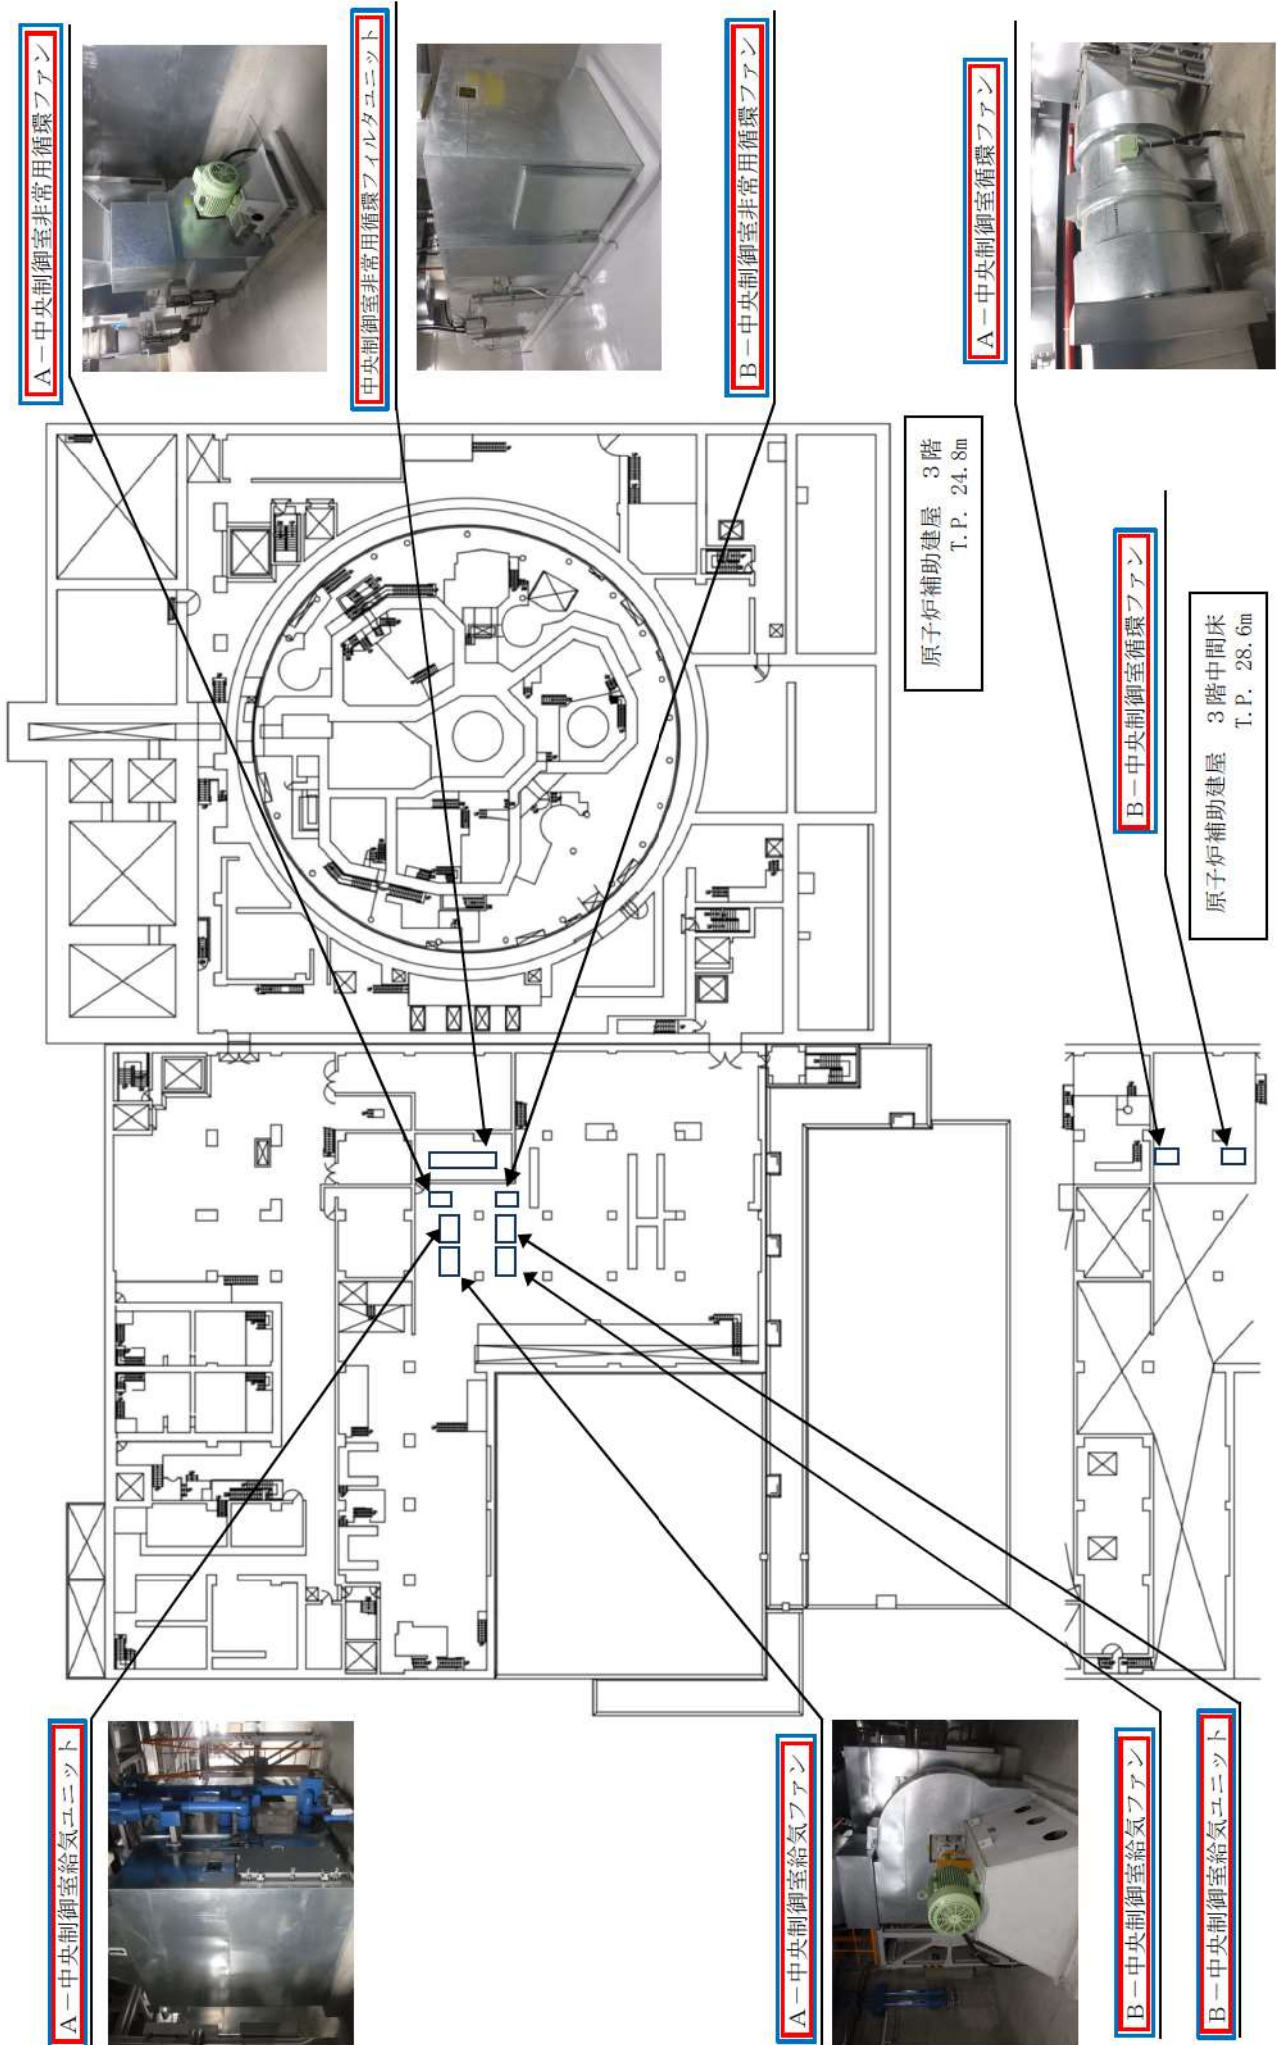 A－中央制御室非常用循環ファン
中央制御室非常用循環フィルタユニット
B－中央制御室非常用循環ファン
A－中央制御室循環ファン
B－中央制御室循環ファン
原子炉補助建屋　3階
T.P. 24.8m
原子炉補助建屋　3階中間床
T.P. 28.6m
A－中央制御室給気ユニット
A－中央制御室給気ファン
B－中央制御室給気ファン
B－中央制御室給気ユニット